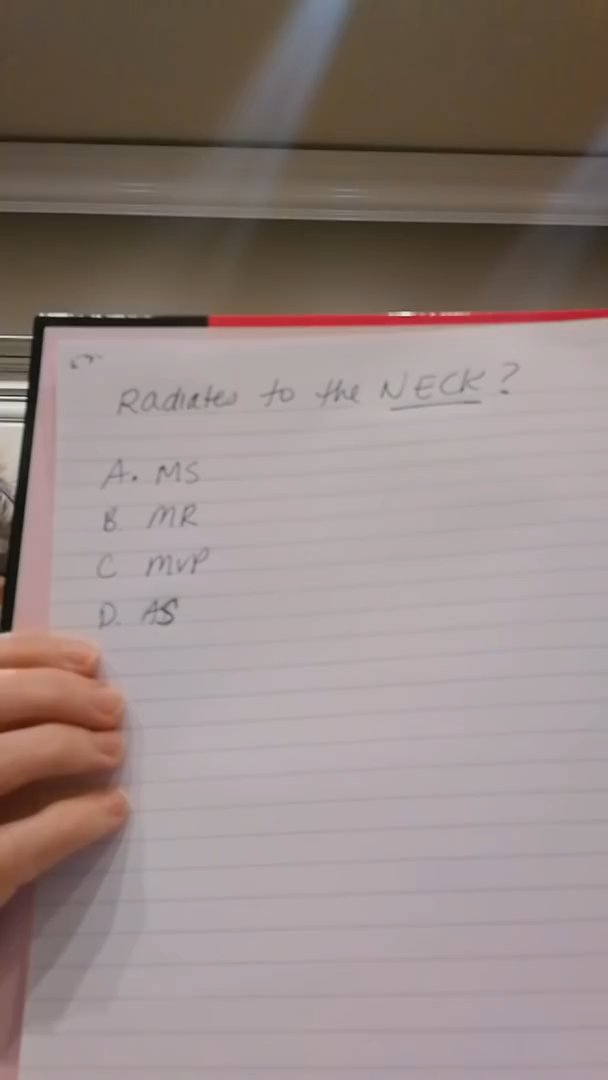 Radiates to the NECK?
A. MS
B. MR
C MVP
D. AS